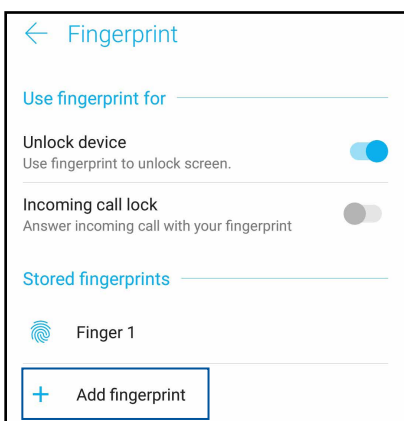 Fingerprint
Use fingerprint for
Unlock device
Use fingerprint to unlock screen.
Incoming call lock
Answer incoming call with your fingerprint
Stored fingerprints
Finger 1
+ Add fingerprint